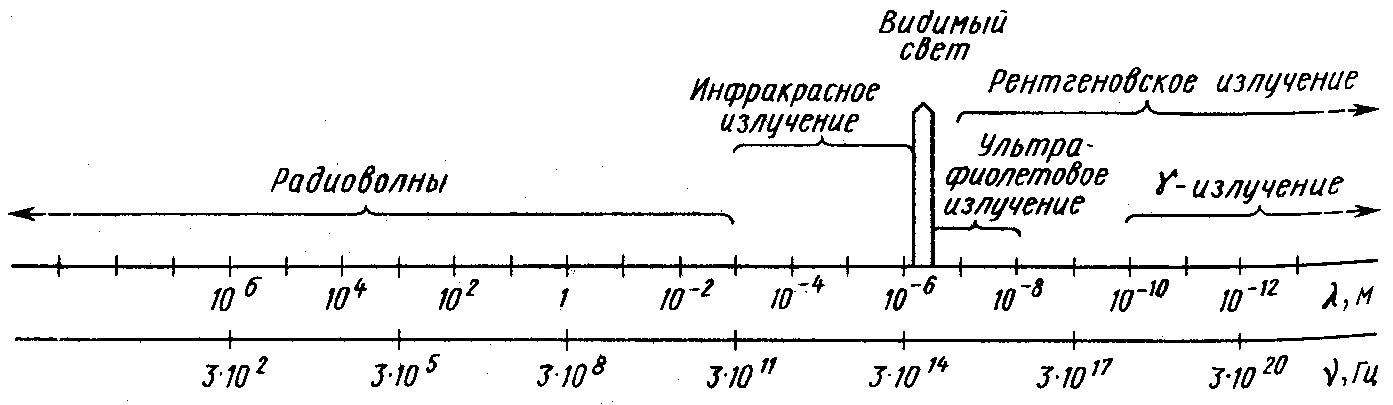 Видимый
свет
Инфракрасное
излучение
Рентгеновское излучение
Ультра-
фиолетовое
излучение
Радиоволны
γ-излучение
10⁶ 10⁴ 10² 1 10⁻² 10⁻⁴ 10⁻⁶ 10⁻⁸ 10⁻¹⁰ 10⁻¹² λ, м
3·10² 3·10⁵ 3·10⁸ 3·10¹¹ 3·10¹⁴ 3·10¹⁷ 3·10²⁰ ν, Гц